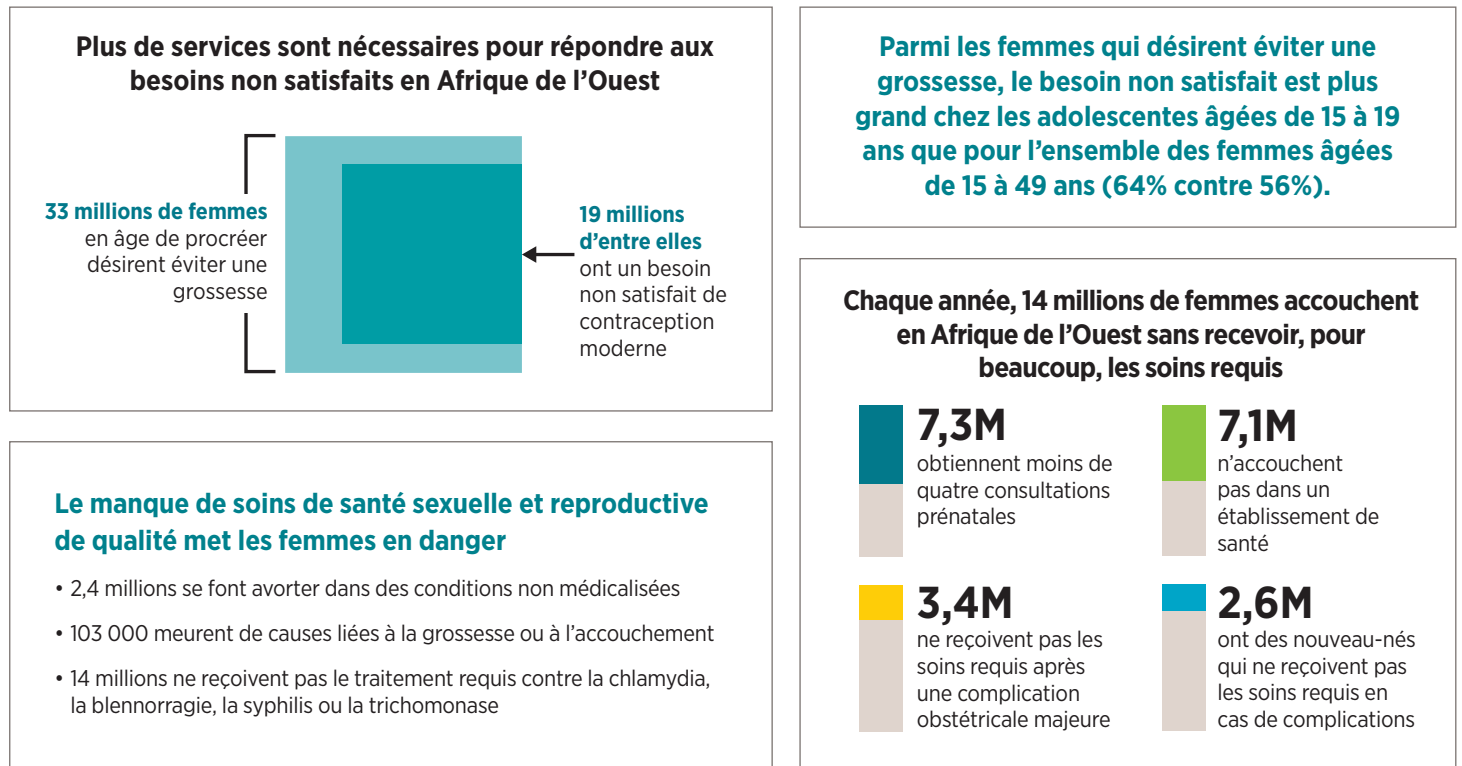 Plus de services sont nécessaires pour répondre aux
besoins non satisfaits en Afrique de l’Ouest
33 millions de femmes
en âge de procréer
désirent éviter une
grossesse
19 millions
d’entre elles
ont un besoin
non satisfait de
contraception
moderne
Le manque de soins de santé sexuelle et reproductive
de qualité met les femmes en danger
• 2,4 millions se font avorter dans des conditions non médicalisées
• 103 000 meurent de causes liées à la grossesse ou à l’accouchement
• 14 millions ne reçoivent pas le traitement requis contre la chlamydia,
la blennorragie, la syphilis ou la trichomonase
Parmi les femmes qui désirent éviter une
grossesse, le besoin non satisfait est plus
grand chez les adolescentes âgées de 15 à 19
ans que pour l’ensemble des femmes âgées
de 15 à 49 ans (64% contre 56%).
Chaque année, 14 millions de femmes accouchent
en Afrique de l’Ouest sans recevoir, pour
beaucoup, les soins requis
7,3M
obtiennent moins de
quatre consultations
prénatales
7,1M
n’accouchent
pas dans un
établissement de
santé
3,4M
ne reçoivent pas les
soins requis après
une complication
obstétricale majeure
2,6M
ont des nouveau-nés
qui ne reçoivent pas
les soins requis en
cas de complications